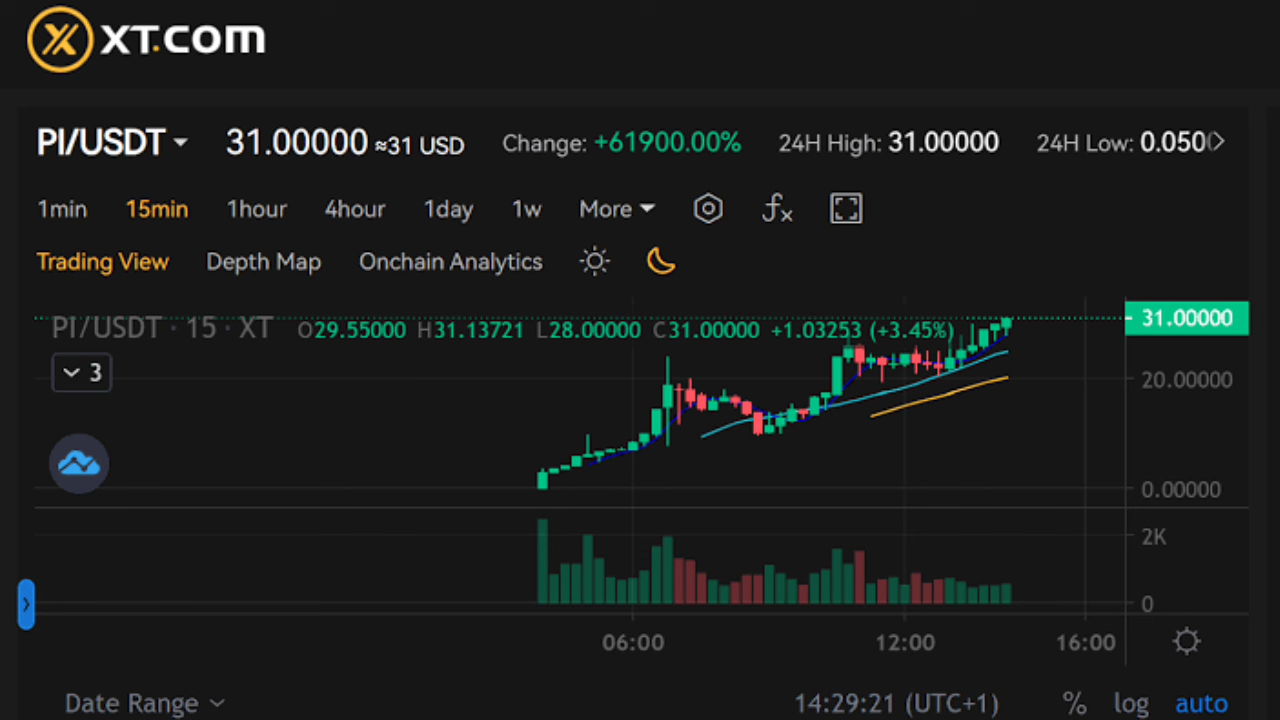 XT.COM
PI/USDT 31.00000 ≈31 USD Change: +61900.00% 24H High: 31.00000 24H Low: 0.050
1min 15min 1hour 4hour 1day 1w More fx
Trading View Depth Map Onchain Analytics
PI/USDT · 15 · XT O29.55000 H31.13721 L28.00000 C31.00000 +1.03253 (+3.45%) 31.00000
3
20.00000
0.00000
2K
0
06:00 12:00 16:00
Date Range 14:29:21 (UTC+1) % log auto